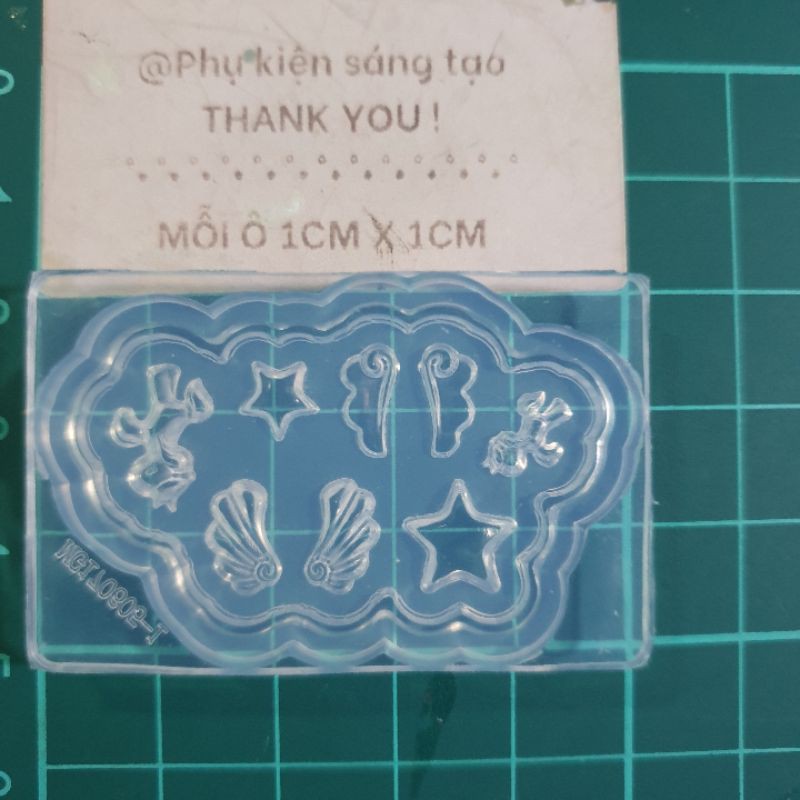 @Phụ kiện sáng tạo
THANK YOU!
MỖI Ô 1CM X 1CM